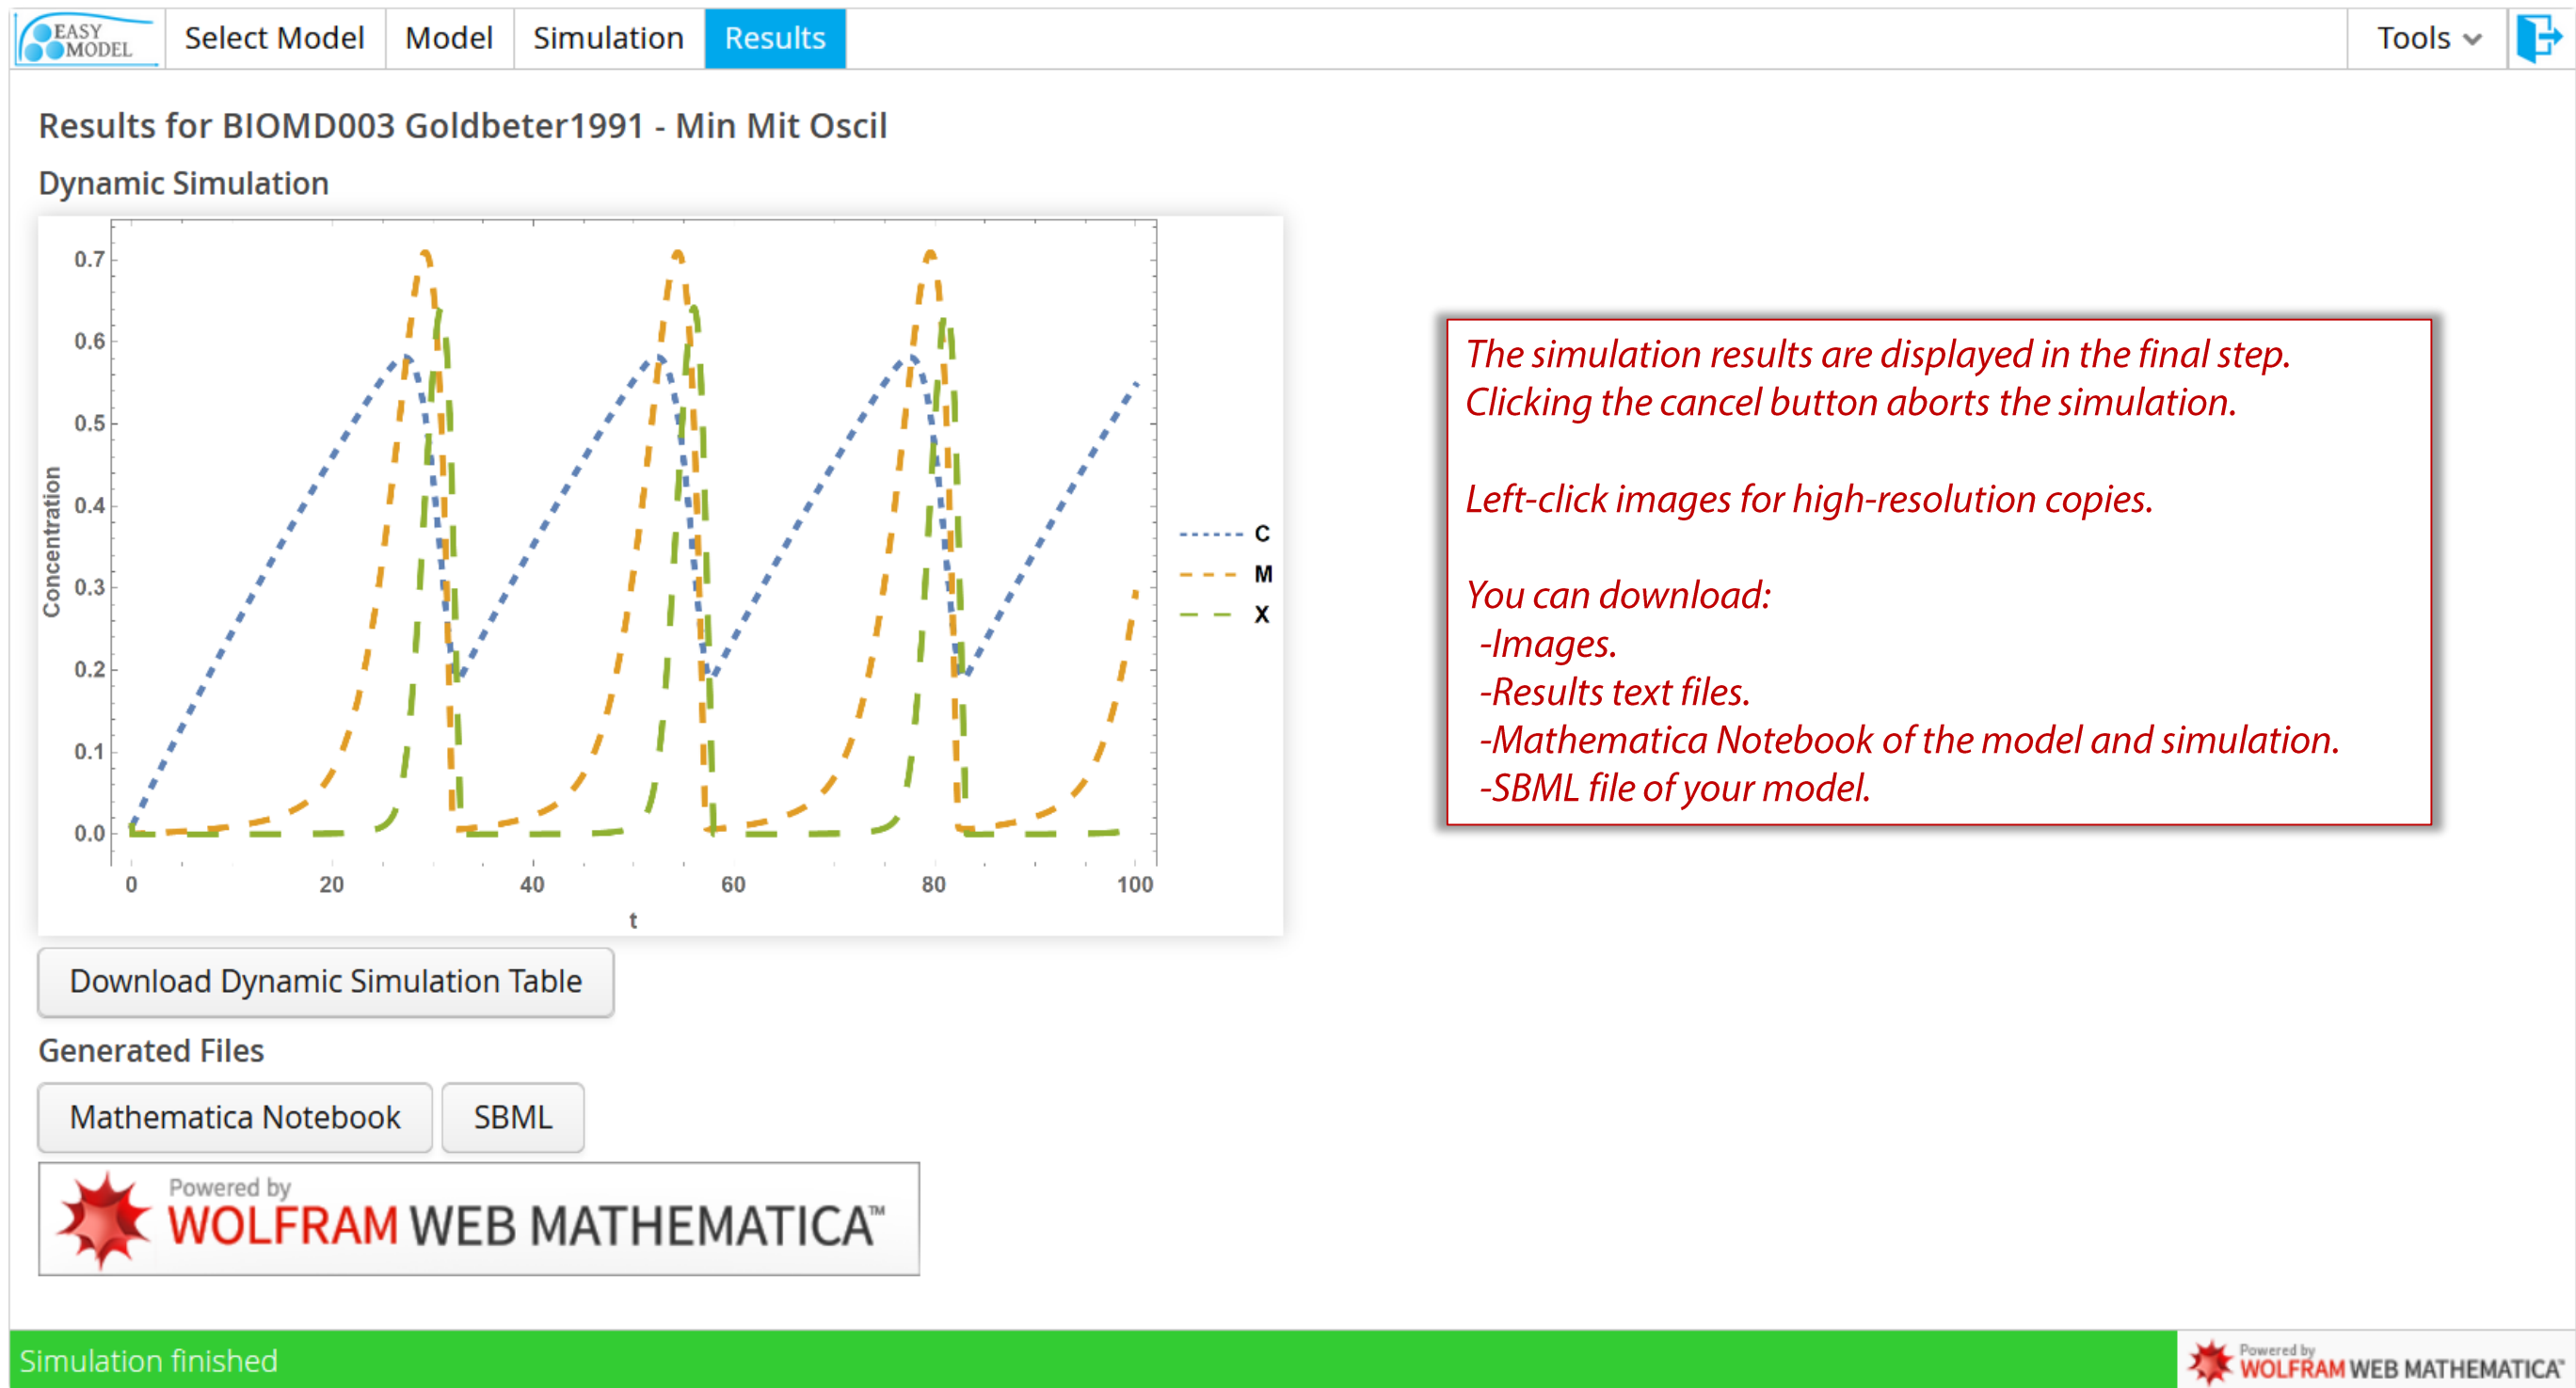 EASY
MODEL
Select Model
Model
Simulation
Results
Tools
Results for BIOMD003 Goldbeter1991 - Min Mit Oscil
Dynamic Simulation
0.7
0.6
0.5
0.4
0.3
0.2
0.1
0.0
Concentration
0 20 40 60 80 100
t
C
M
X
The simulation results are displayed in the final step.
Clicking the cancel button aborts the simulation.
Left-click images for high-resolution copies.
You can download:
-Images.
-Results text files.
-Mathematica Notebook of the model and simulation.
-SBML file of your model.
Download Dynamic Simulation Table
Generated Files
Mathematica Notebook
SBML
Powered by
WOLFRAM WEB MATHEMATICA™
Simulation finished
Powered by
WOLFRAM WEB MATHEMATICA™